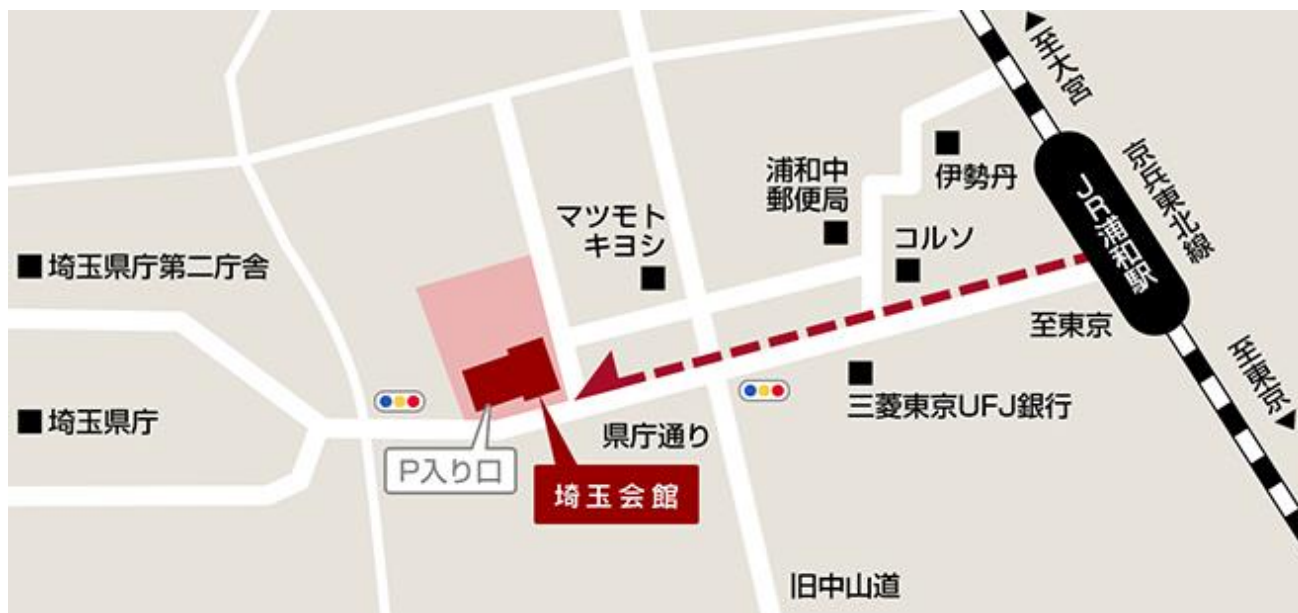 ▲至大宮
京兵東北線
JR浦和駅
伊勢丹
浦和中
郵便局
コルソ
マツモト
キヨシ
■埼玉県庁第二庁舎
至東京
至東京▼
三菱東京UFJ銀行
■埼玉県庁
県庁通り
P入り口
埼玉会館
旧中山道